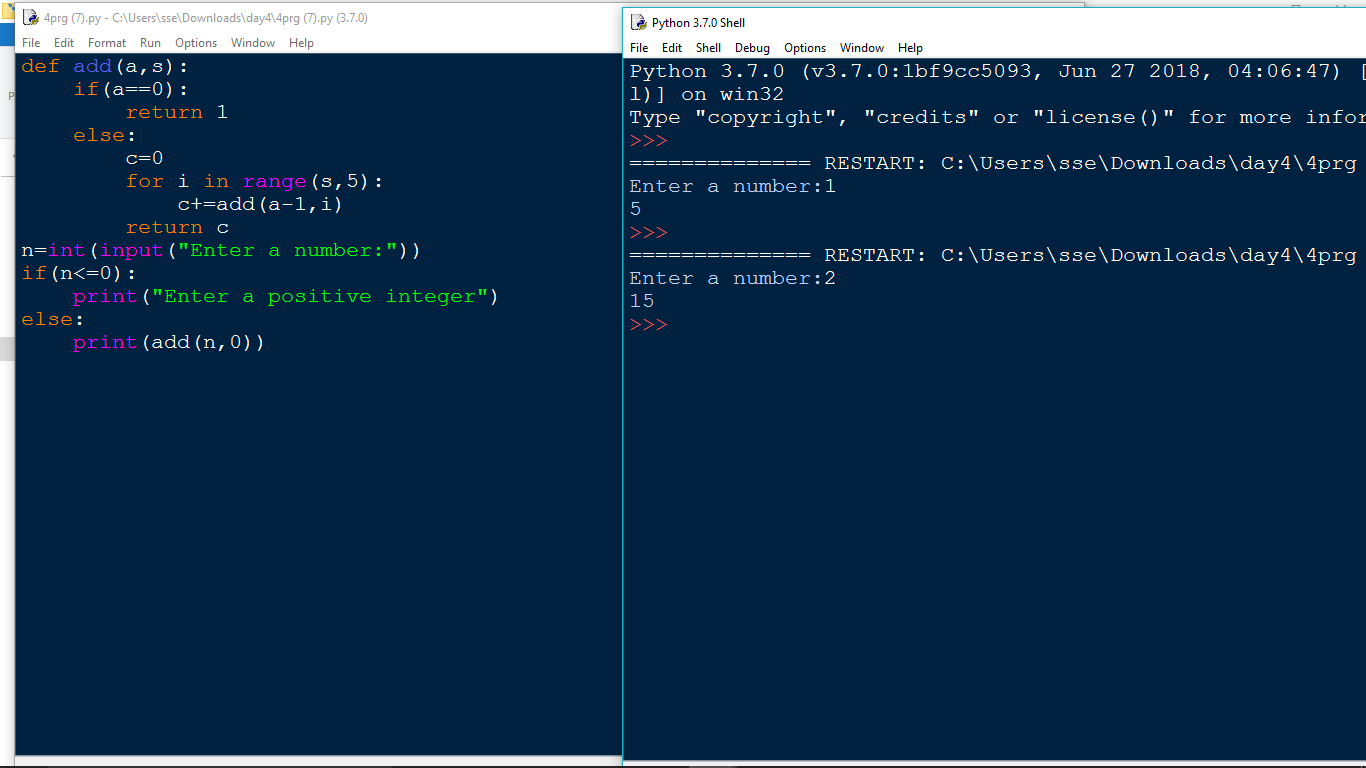 4prg (7).py - C:\Users\sse\Downloads\day4\4prg (7).py (3.7.0)
File Edit Format Run Options Window Help
def add(a,s):
    if(a==0):
        return 1
    else:
        c=0
        for i in range(s,5):
            c+=add(a-1,i)
        return c
n=int(input("Enter a number:"))
if(n<=0):
    print("Enter a positive integer")
else:
    print(add(n,0))
Python 3.7.0 Shell
File Edit Shell Debug Options Window Help
Python 3.7.0 (v3.7.0:1bf9cc5093, Jun 27 2018, 04:06:47) [
l)] on win32
Type "copyright", "credits" or "license()" for more infor
>>>
============== RESTART: C:\Users\sse\Downloads\day4\4prg
Enter a number:1
5
>>>
============== RESTART: C:\Users\sse\Downloads\day4\4prg
Enter a number:2
15
>>>